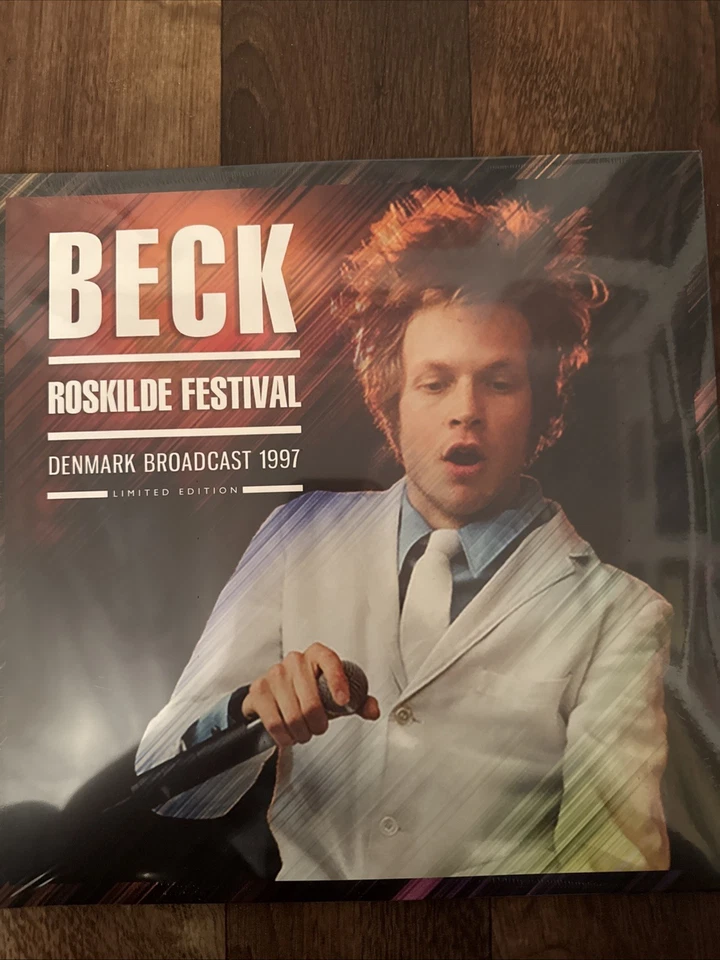 BECK
ROSKILDE FESTIVAL
DENMARK BROADCAST 1997
LIMITED EDITION